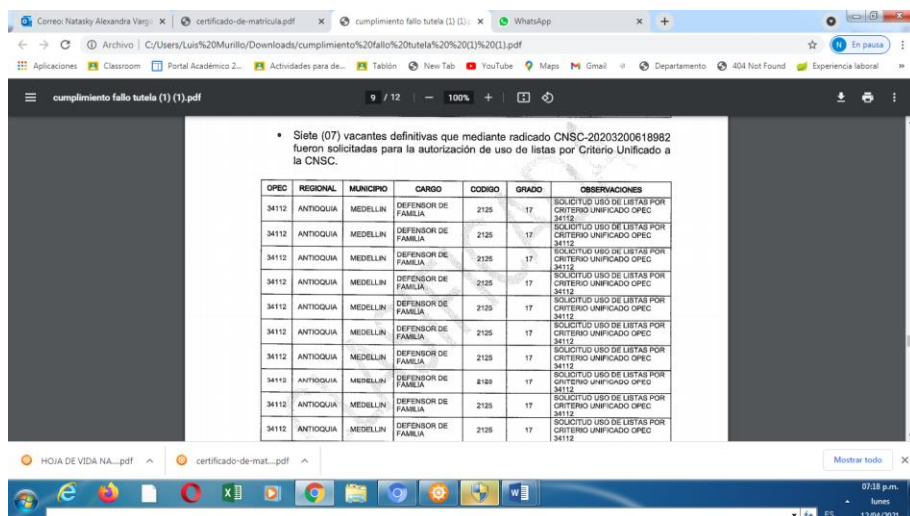 Correo: Natasky Alexandra Varg
certificado-de-matricula.pdf
cumplimiento fallo tutela (1) (1).
WhatsApp
Archivo | C:/Users/Luis%20Murillo/Downloads/cumplimiento%20fallo%20tutela%20%20(1)%20(1).pdf
N En pausa
Aplicaciones Classroom Portal Académico 2... Actividades para de... Tablón New Tab YouTube Maps Gmail Departamento 404 Not Found Experiencia laboral »
cumplimiento fallo tutela (1) (1).pdf 9 / 12 | — 100% +
• Siete (07) vacantes definitivas que mediante radicado CNSC-20203200618982
fueron solicitadas para la autorización de uso de listas por Criterio Unificado a
la CNSC.
OPEC REGIONAL MUNICIPIO CARGO CODIGO GRADO OBSERVACIONES
34112 ANTIOQUIA MEDELLIN DEFENSOR DE FAMILIA 2125 17 SOLICITUD USO DE LISTAS POR CRITERIO UNIFICADO OPEC 34112
34112 ANTIOQUIA MEDELLIN DEFENSOR DE FAMILIA 2125 17 SOLICITUD USO DE LISTAS POR CRITERIO UNIFICADO OPEC 34112
34112 ANTIOQUIA MEDELLIN DEFENSOR DE FAMILIA 2125 17 SOLICITUD USO DE LISTAS POR CRITERIO UNIFICADO OPEC 34112
34112 ANTIOQUIA MEDELLIN DEFENSOR DE FAMILIA 2125 17 SOLICITUD USO DE LISTAS POR CRITERIO UNIFICADO OPEC 34112
34112 ANTIOQUIA MEDELLIN DEFENSOR DE FAMILIA 2125 17 SOLICITUD USO DE LISTAS POR CRITERIO UNIFICADO OPEC 34112
34112 ANTIOQUIA MEDELLIN DEFENSOR DE FAMILIA 2125 17 SOLICITUD USO DE LISTAS POR CRITERIO UNIFICADO OPEC 34112
34112 ANTIOQUIA MEDELLIN DEFENSOR DE FAMILIA 2125 17 SOLICITUD USO DE LISTAS POR CRITERIO UNIFICADO OPEC 34112
34112 ANTIOQUIA MEDELLIN DEFENSOR DE FAMILIA 2125 17 SOLICITUD USO DE LISTAS POR CRITERIO UNIFICADO OPEC 34112
34112 ANTIOQUIA MEDELLIN DEFENSOR DE FAMILIA 2125 17 SOLICITUD USO DE LISTAS POR CRITERIO UNIFICADO OPEC 34112
34112 ANTIOQUIA MEDELLIN DEFENSOR DE FAMILIA 2125 17 SOLICITUD USO DE LISTAS POR CRITERIO UNIFICADO OPEC 34112
HOJA DE VIDA NA....pdf
certificado-de-mat....pdf
Mostrar todo
07:18 p.m.
lunes
ES 12/04/2021